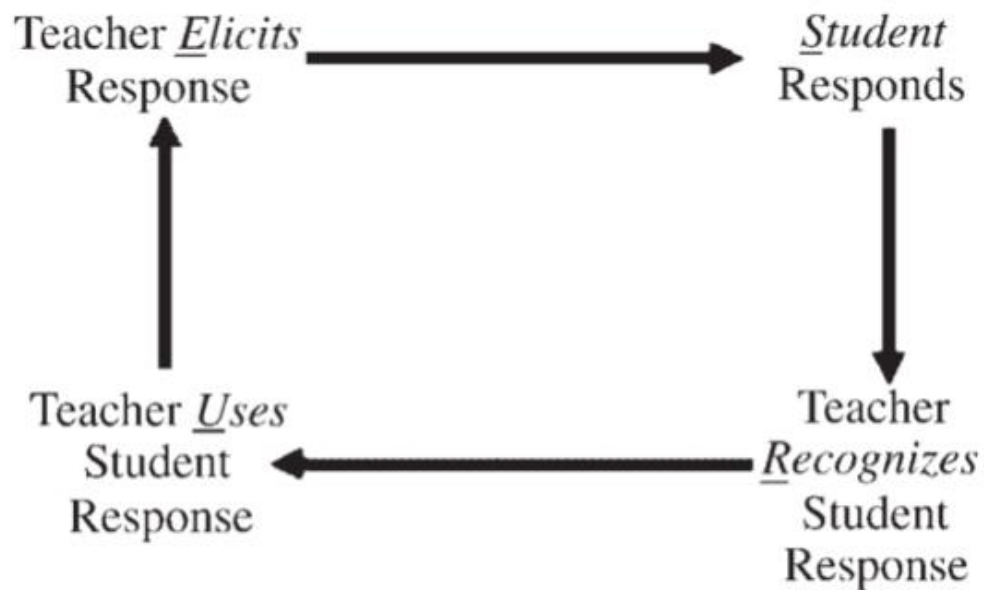 Teacher Elicits
Response
Student
Responds
Teacher Uses
Student
Response
Teacher
Recognizes
Student
Response